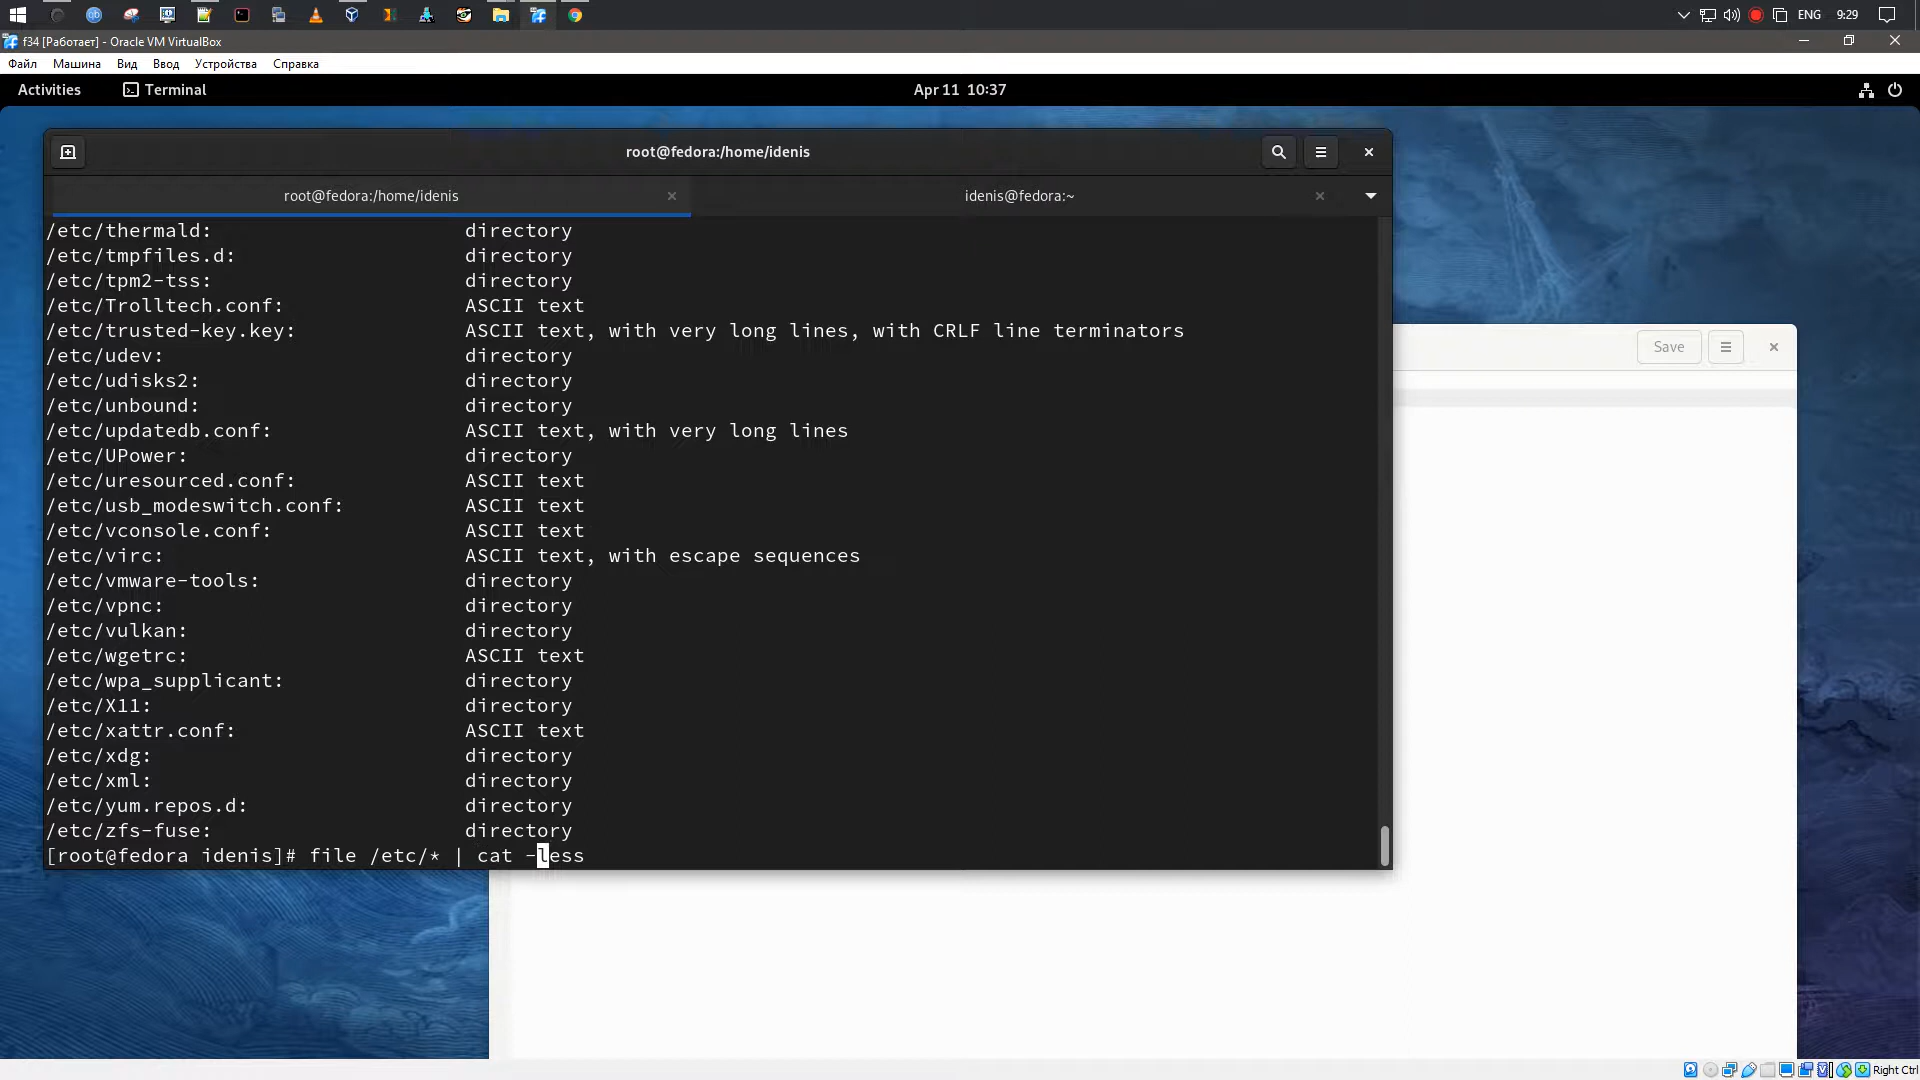 ENG 9:29
f34 [Работает] - Oracle VM VirtualBox
Файл Машина Вид Ввод Устройства Справка
Activities Terminal Apr 11 10:37
root@fedora:/home/idenis
root@fedora:/home/idenis idenis@fedora:~
/etc/thermald: directory
/etc/tmpfiles.d: directory
/etc/tpm2-tss: directory
/etc/Trolltech.conf: ASCII text
/etc/trusted-key.key: ASCII text, with very long lines, with CRLF line terminators
/etc/udev: directory
/etc/udisks2: directory
/etc/unbound: directory
/etc/updatedb.conf: ASCII text, with very long lines
/etc/UPower: directory
/etc/uresourced.conf: ASCII text
/etc/usb_modeswitch.conf: ASCII text
/etc/vconsole.conf: ASCII text
/etc/virc: ASCII text, with escape sequences
/etc/vmware-tools: directory
/etc/vpnc: directory
/etc/vulkan: directory
/etc/wgetrc: ASCII text
/etc/wpa_supplicant: directory
/etc/X11: directory
/etc/xattr.conf: ASCII text
/etc/xdg: directory
/etc/xml: directory
/etc/yum.repos.d: directory
/etc/zfs-fuse: directory
[root@fedora idenis]# file /etc/* | cat -less
Save
Right Ctrl